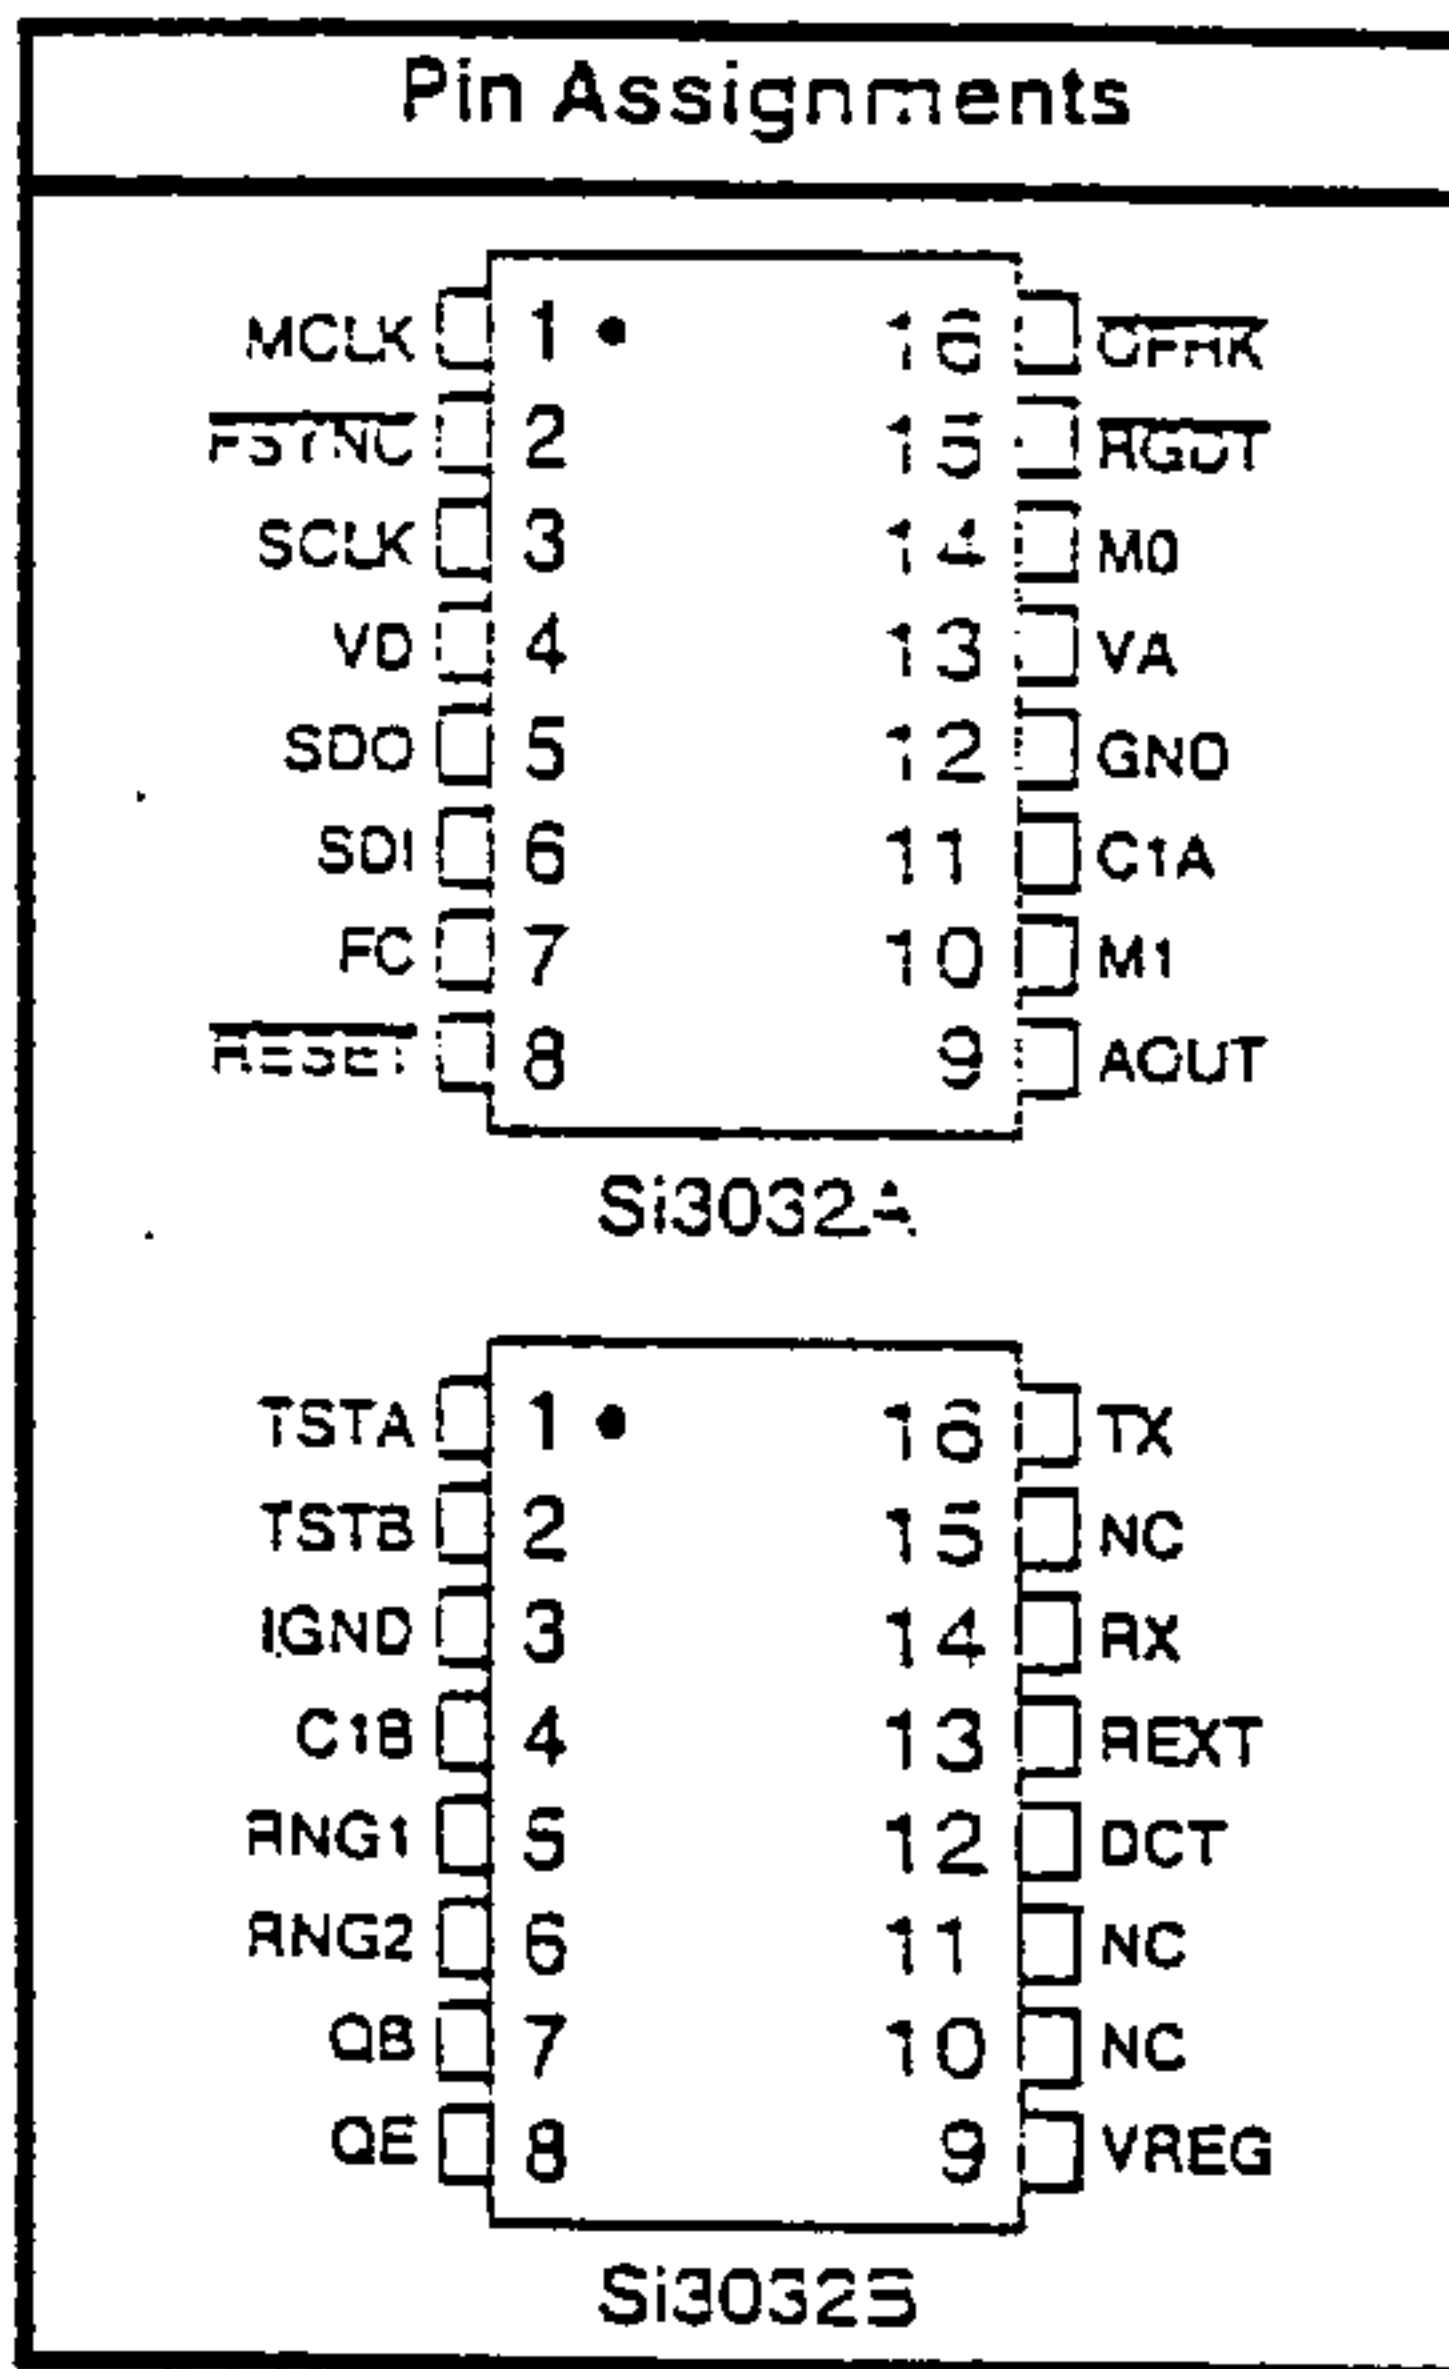 Pin Assignments
MCLK 1 16 OFHK
FSYNC 2 15 RGDT
SCLK 3 14 M0
VD 4 13 VA
SDO 5 12 GND
SDI 6 11 C1A
FC 7 10 M1
RESET 8 9 AOUT
Si3032A
TSTA 1 16 TX
TSTB 2 15 NC
IGND 3 14 RX
C1B 4 13 REXT
RNG1 5 12 DCT
RNG2 6 11 NC
QB 7 10 NC
QE 8 9 VREG
Si3032B